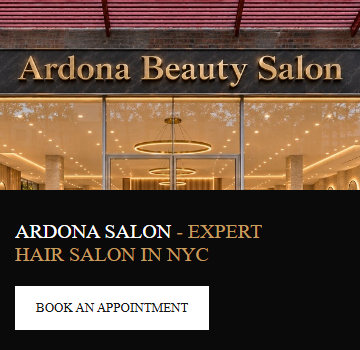 Ardona Beauty Salon
ARDONA SALON - EXPERT
HAIR SALON IN NYC
BOOK AN APPOINTMENT